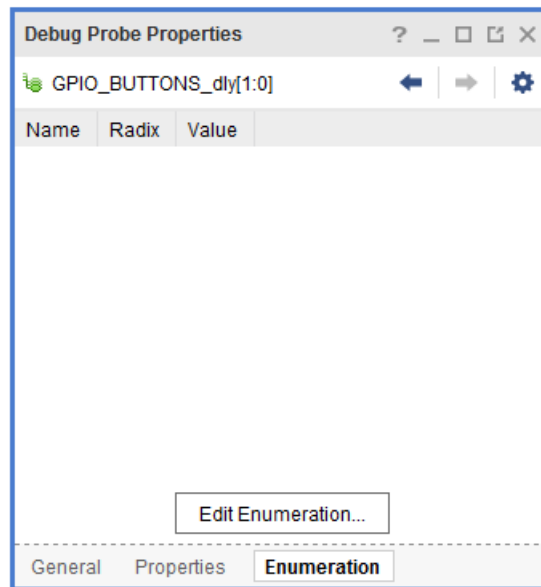 Debug Probe Properties ?
GPIO_BUTTONS_dly[1:0]
Name Radix Value
Edit Enumeration...
General Properties Enumeration